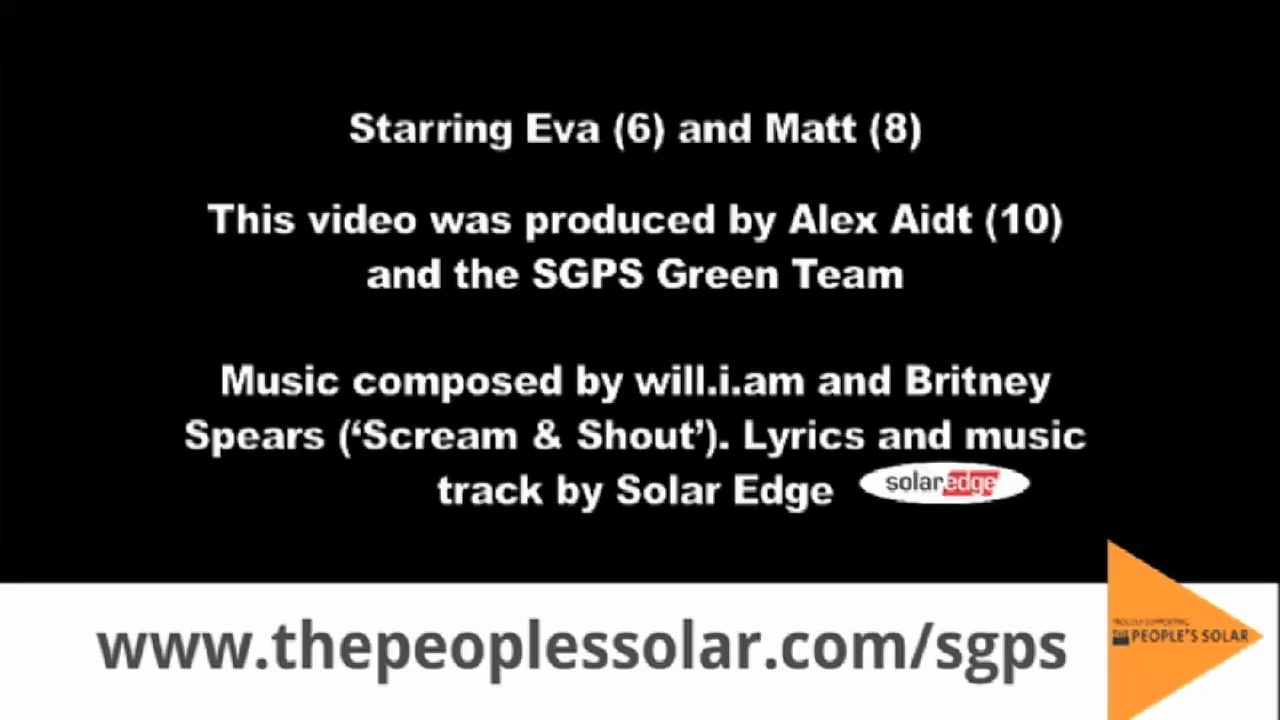 Starring Eva (6) and Matt (8)
This video was produced by Alex Aidt (10)
and the SGPS Green Team
Music composed by will.i.am and Britney
Spears (‘Scream & Shout’). Lyrics and music
track by Solar Edge
solaredge
www.thepeoplessolar.com/sgps
PROUDLY SUPPORTING
THE PEOPLE'S SOLAR